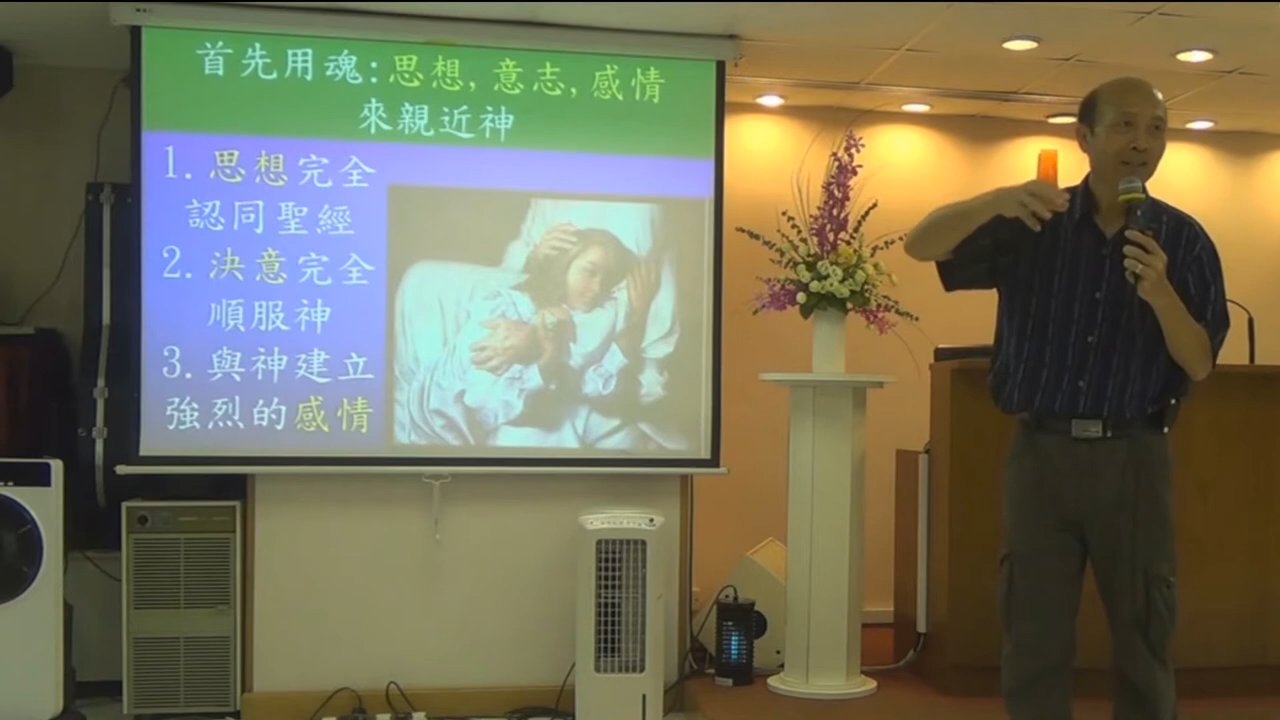 首先用魂:思想,意志,感情
來親近神
1. 思想完全
認同聖經
2. 決意完全
順服神
3. 與神建立
強烈的感情